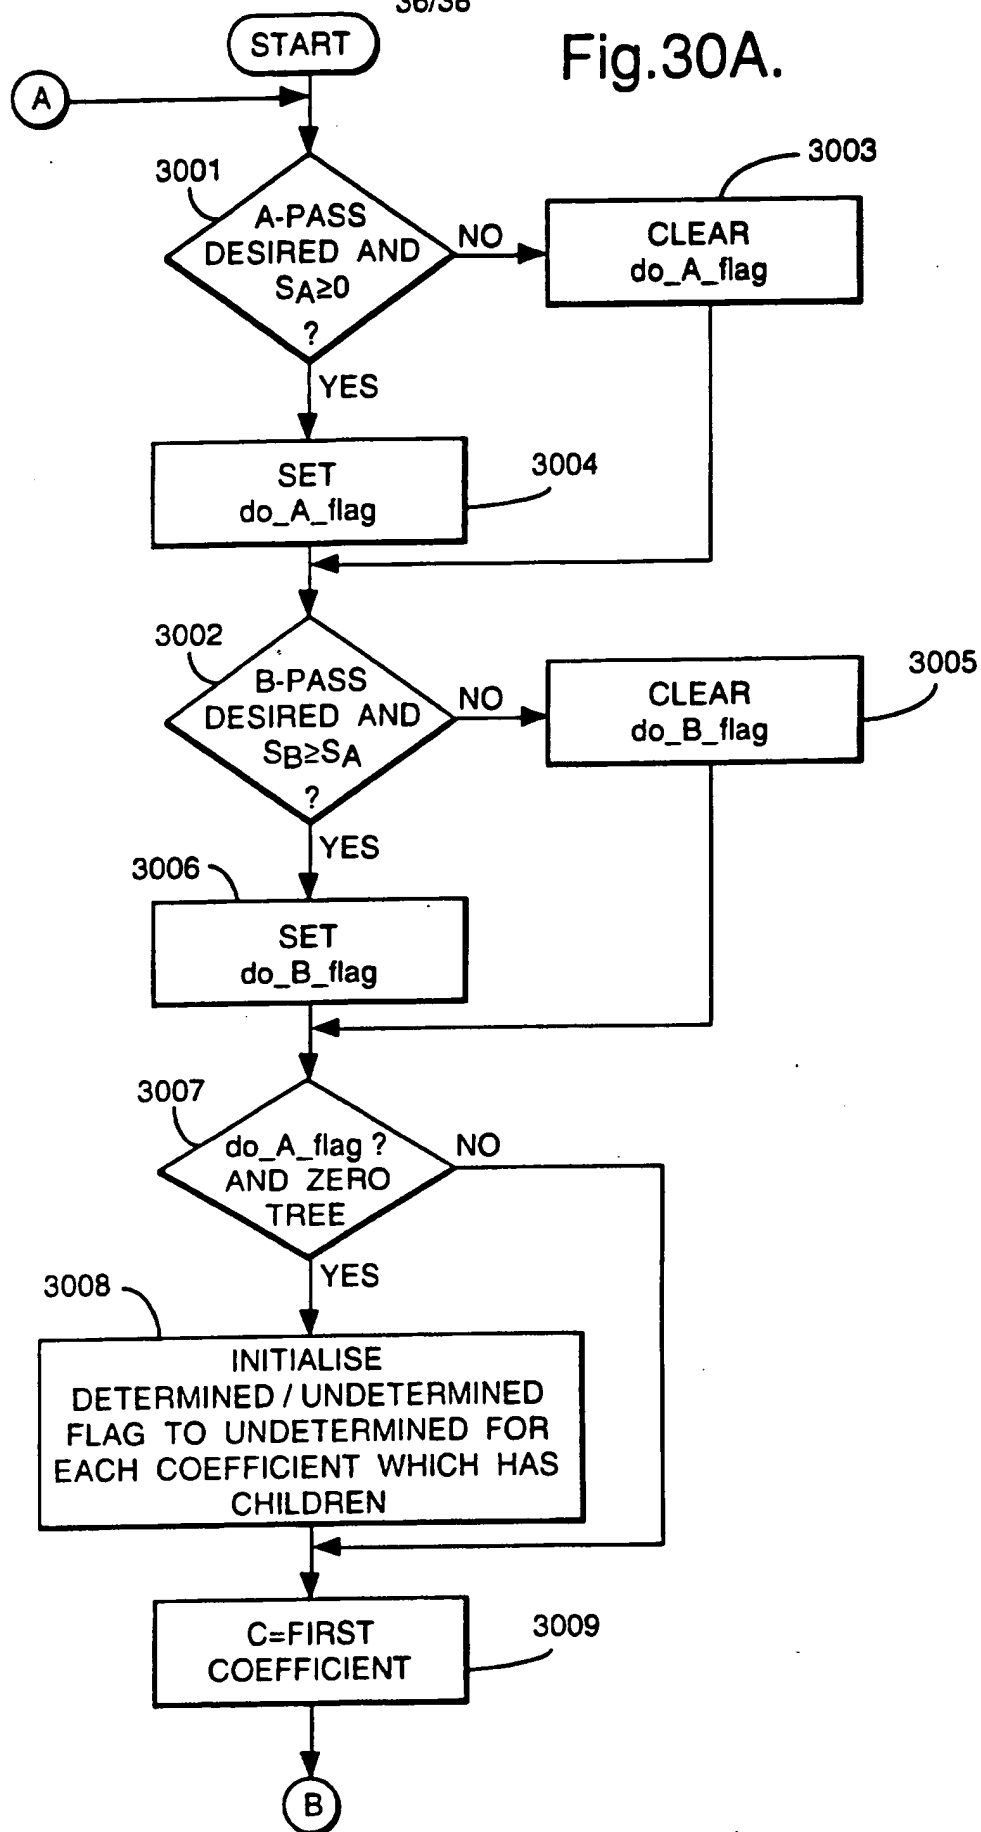 36/38
START
Fig.30A.
A
3001
A-PASS
DESIRED AND
SA≥0
?
NO
3003
CLEAR
do_A_flag
YES
SET
do_A_flag
3004
3002
B-PASS
DESIRED AND
SB≥SA
?
NO
CLEAR
do_B_flag
3005
YES
3006
SET
do_B_flag
3007
do_A_flag ?
AND ZERO
TREE
NO
YES
3008
INITIALISE
DETERMINED / UNDETERMINED
FLAG TO UNDETERMINED FOR
EACH COEFFICIENT WHICH HAS
CHILDREN
C=FIRST
COEFFICIENT
3009
B